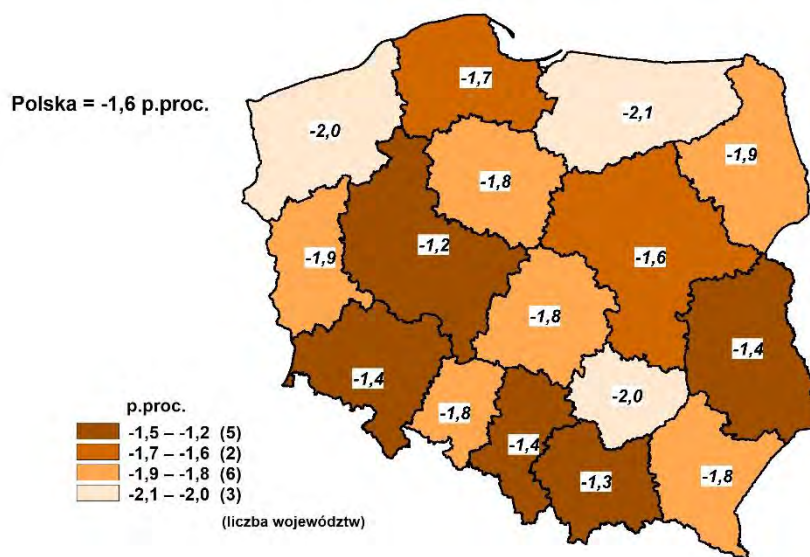 -1,7
Polska = -1,6 p.proc.
-2,1
-2,0
-1,9
-1,8
-1,2
-1,6
-1,9
-1,8
-1,4
-1,4
-2,0
-1,8
p.proc.
-1,5 – -1,2 (5)
-1,7 – -1,6 (2)
-1,9 – -1,8 (6)
-2,1 – -2,0 (3)
-1,4
-1,3
-1,8
(liczba województw)